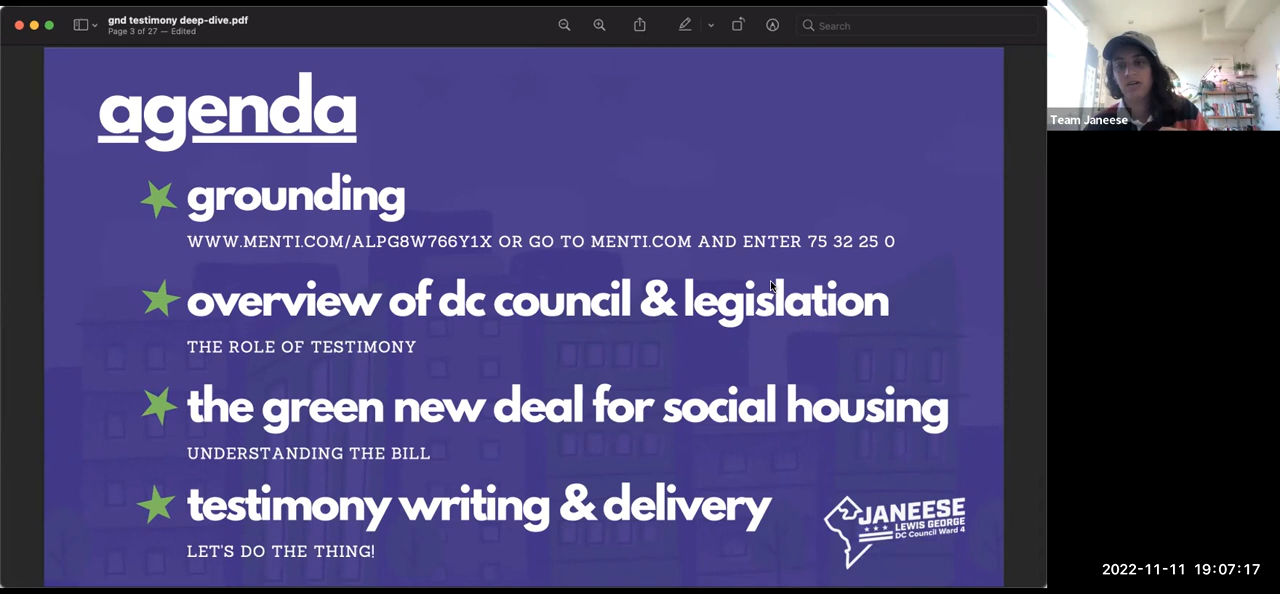 gnd testimony deep-dive.pdf
Page 3 of 27 — Edited
Search
agenda
grounding
WWW.MENTI.COM/ALPG8W766Y1X OR GO TO MENTI.COM AND ENTER 75 32 25 0
overview of dc council & legislation
THE ROLE OF TESTIMONY
the green new deal for social housing
UNDERSTANDING THE BILL
testimony writing & delivery
LET'S DO THE THING!
JANEESE
LEWIS GEORGE
DC Council Ward 4
Team Janeese
2022-11-11 19:07:17